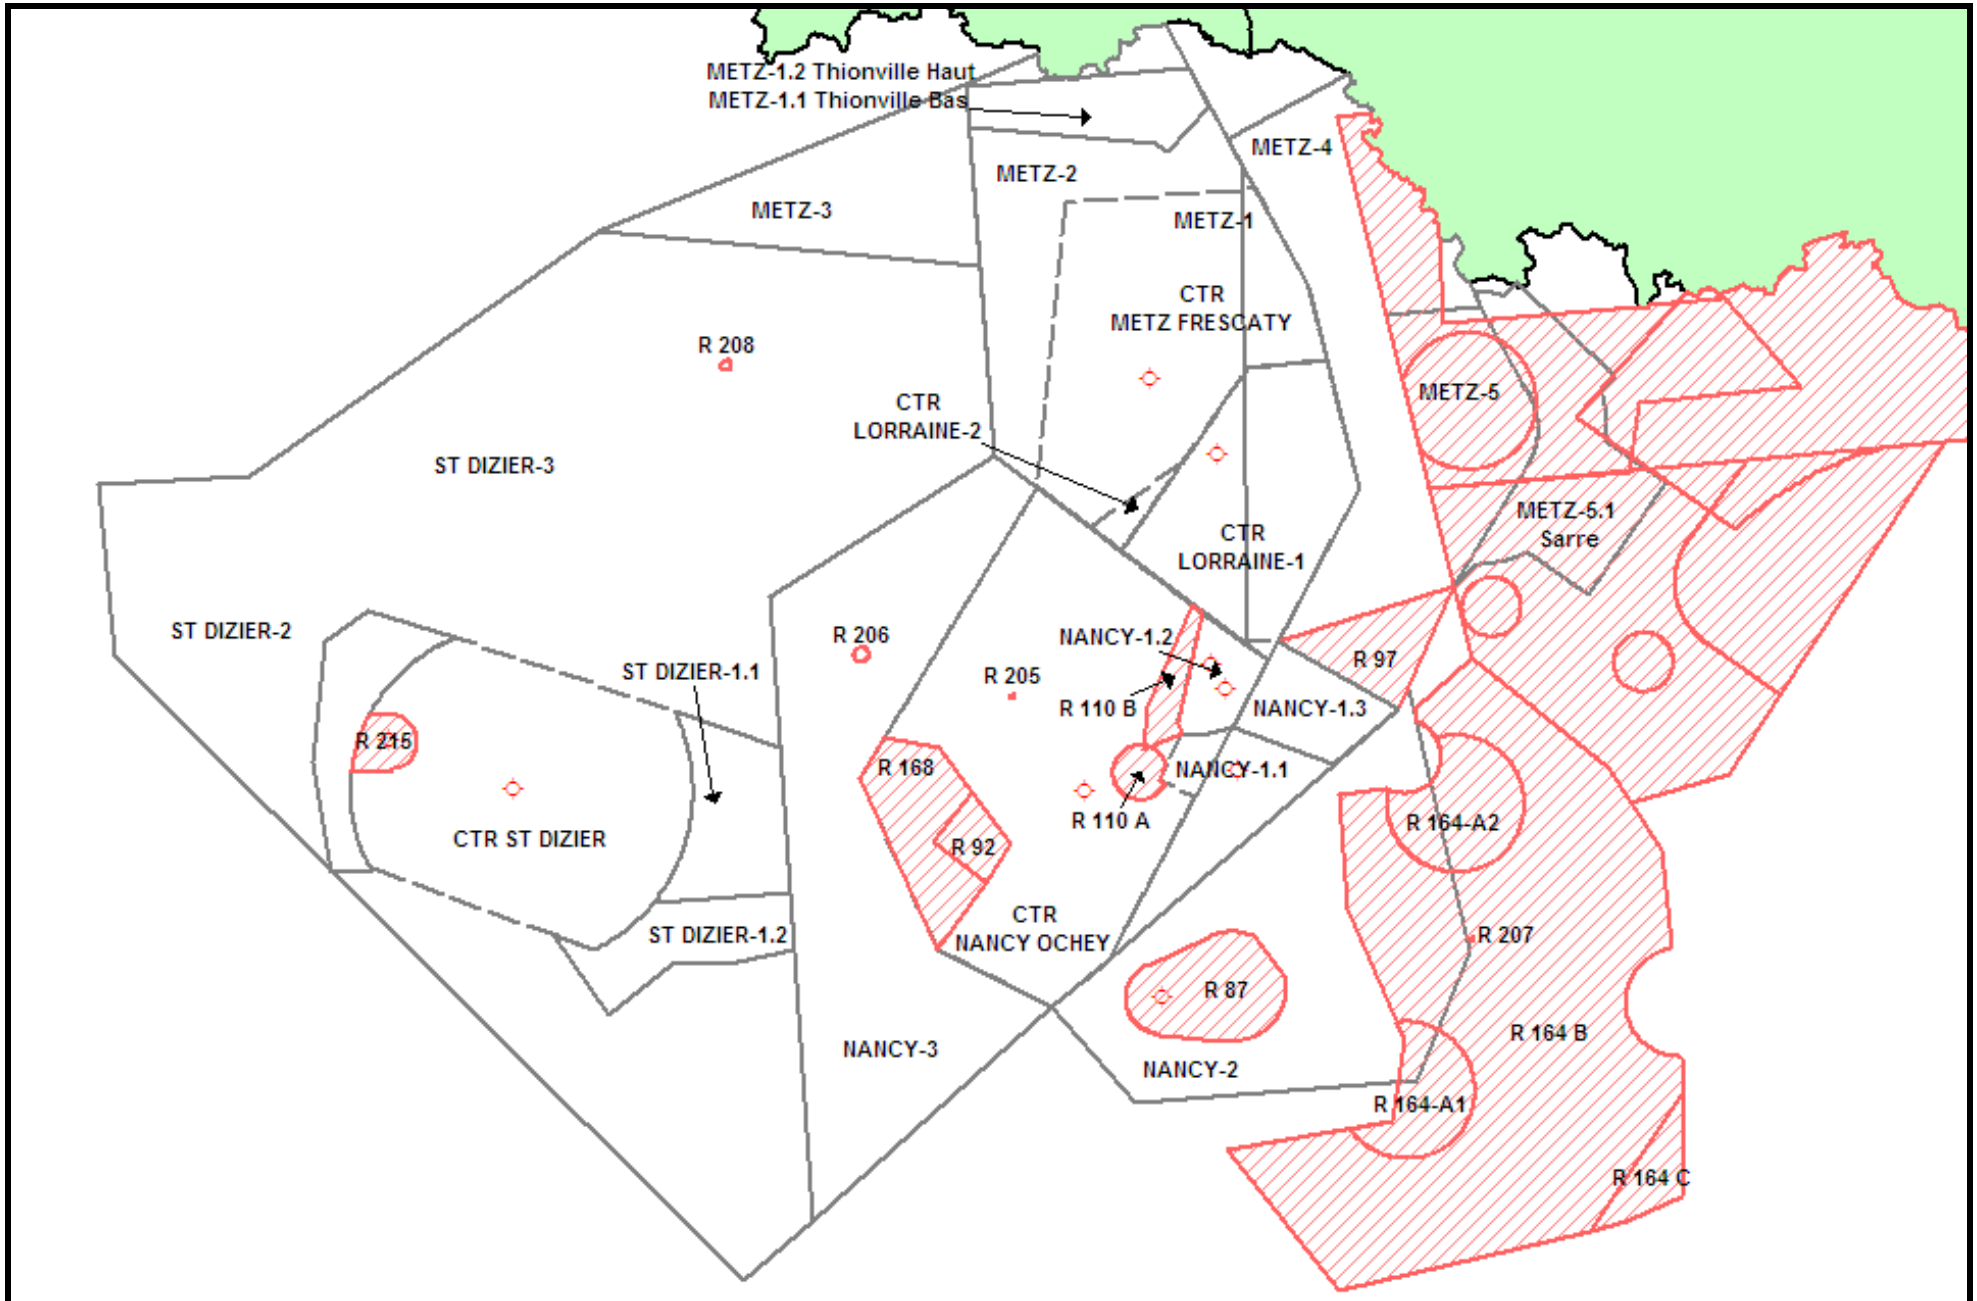 METZ-1.2 Thionville Haut
METZ-1.1 Thionville Bas
METZ-4
METZ-2
METZ-3
METZ-1
CTR
METZ FRESCATY
R 208
METZ-5
CTR
LORRAINE-2
ST DIZIER-3
METZ-5.1
Sarre
CTR
LORRAINE-1
ST DIZIER-2
R 206
NANCY-1.2
R 97
ST DIZIER-1.1
R 205
R 110 B
NANCY-1.3
R 215
R 168
NANCY-1.1
R 110 A
R 164-A2
CTR ST DIZIER
R 92
CTR
NANCY OCHEY
ST DIZIER-1.2
R 207
R 87
R 164 B
NANCY-3
NANCY-2
R 164-A1
R 164 C